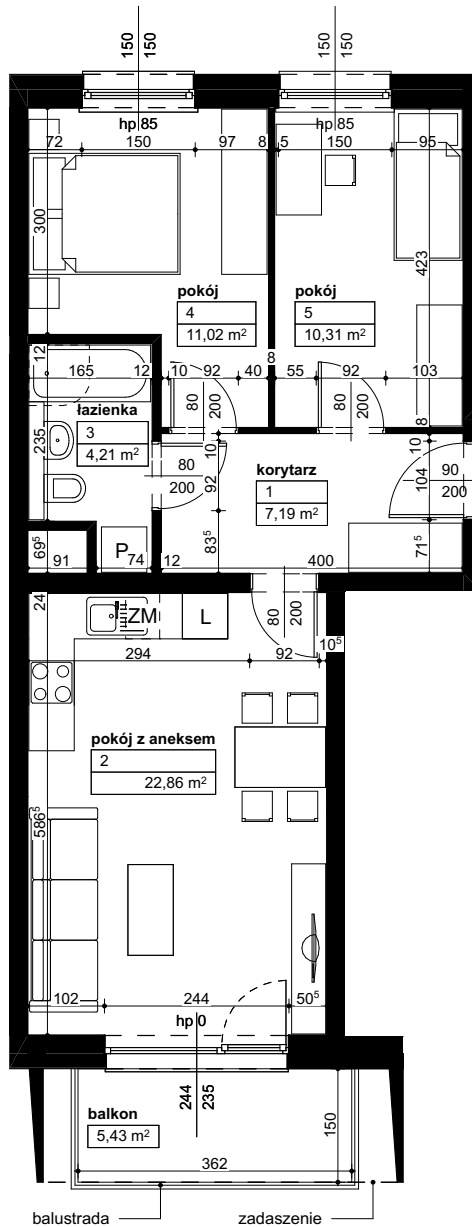 150 150
150 150
hp 85
hp 85
72 150 97 8 5 150 95
300
423
pokój
4
11,02 m²
pokój
5
10,31 m²
12
165 12 10 92 40 8 55 92 103
80 200
80 200
8
łazienka
3
4,21 m²
235
80
200
10
92
83⁵
korytarz
1
7,19 m²
10
104
71⁵
90
200
69⁵
91
P
74
12 400
24
ZM
L
80 200
294 92 10⁵
pokój z aneksem
2
22,86 m²
586⁵
102 244 50⁵
hp 0
244 235
balkon
5,43 m²
150
362
balustrada
zadaszenie